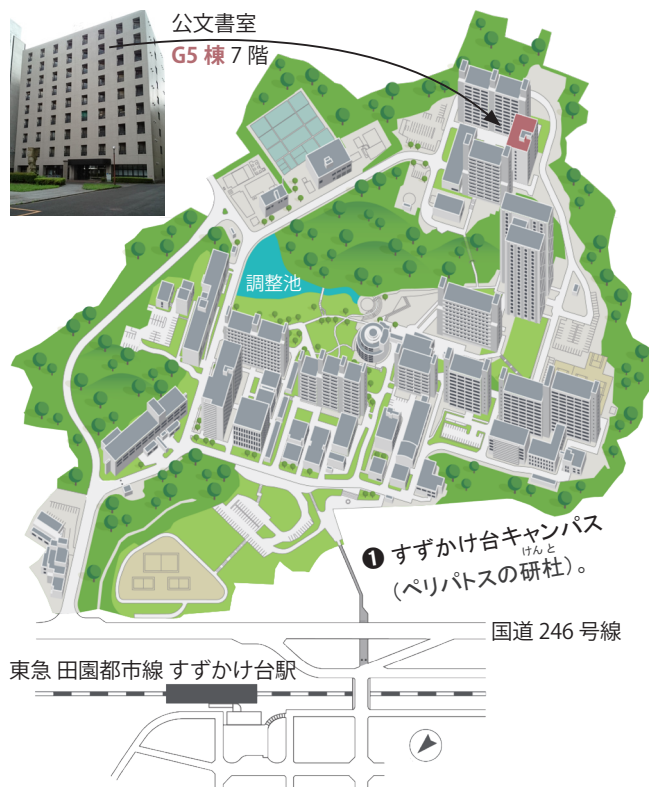 公文書室
G5 棟 7 階
調整池
❶ すずかけ台キャンパス
けんと
(ペリパトスの研杜)。
国道 246 号線
東急 田園都市線 すずかけ台駅